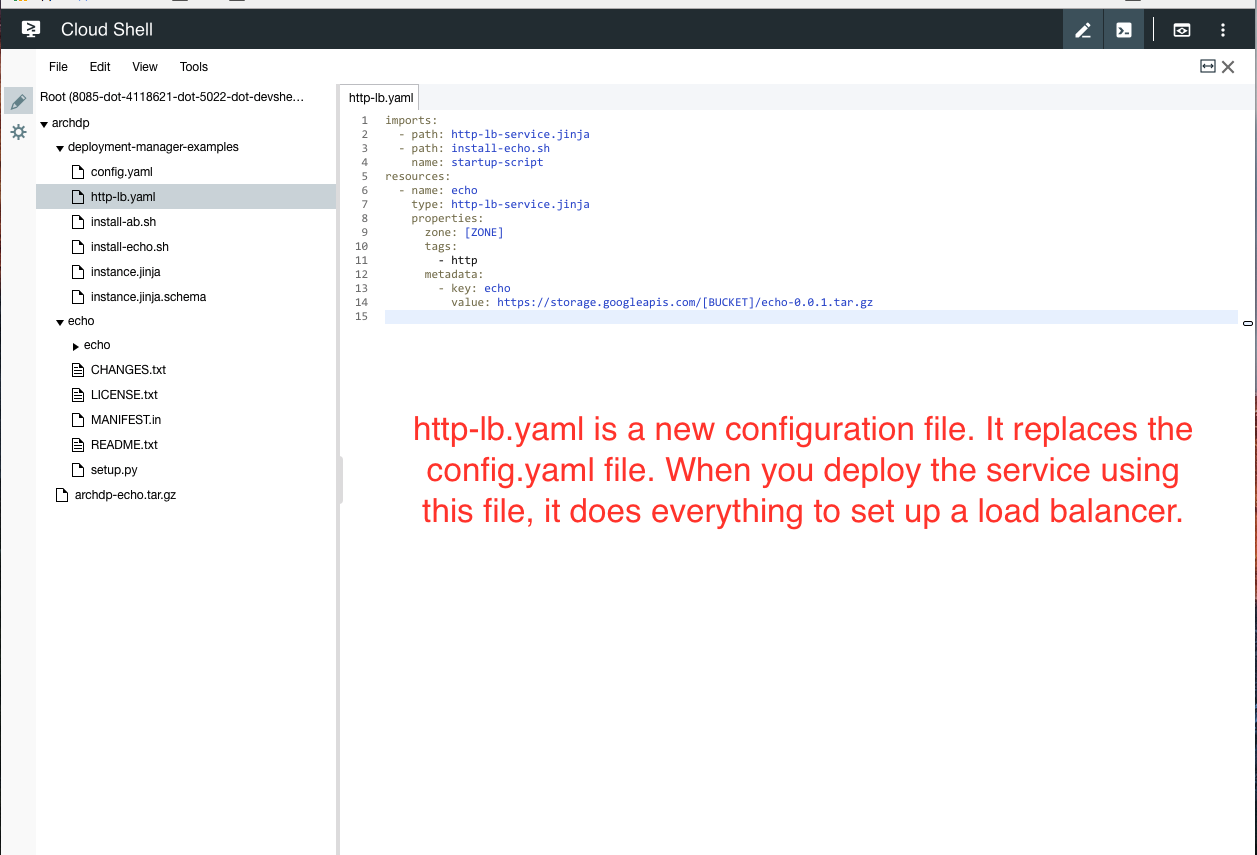 Cloud Shell
File Edit View Tools
Root (8085-dot-4118621-dot-5022-dot-devshe…
archdp
deployment-manager-examples
config.yaml
http-lb.yaml
install-ab.sh
install-echo.sh
instance.jinja
instance.jinja.schema
echo
echo
CHANGES.txt
LICENSE.txt
MANIFEST.in
README.txt
setup.py
archdp-echo.tar.gz
http-lb.yaml
1 imports:
2 - path: http-lb-service.jinja
3 - path: install-echo.sh
4 name: startup-script
5 resources:
6 - name: echo
7 type: http-lb-service.jinja
8 properties:
9 zone: [ZONE]
10 tags:
11 - http
12 metadata:
13 - key: echo
14 value: https://storage.googleapis.com/[BUCKET]/echo-0.0.1.tar.gz
15
http-lb.yaml is a new configuration file. It replaces the
config.yaml file. When you deploy the service using
this file, it does everything to set up a load balancer.